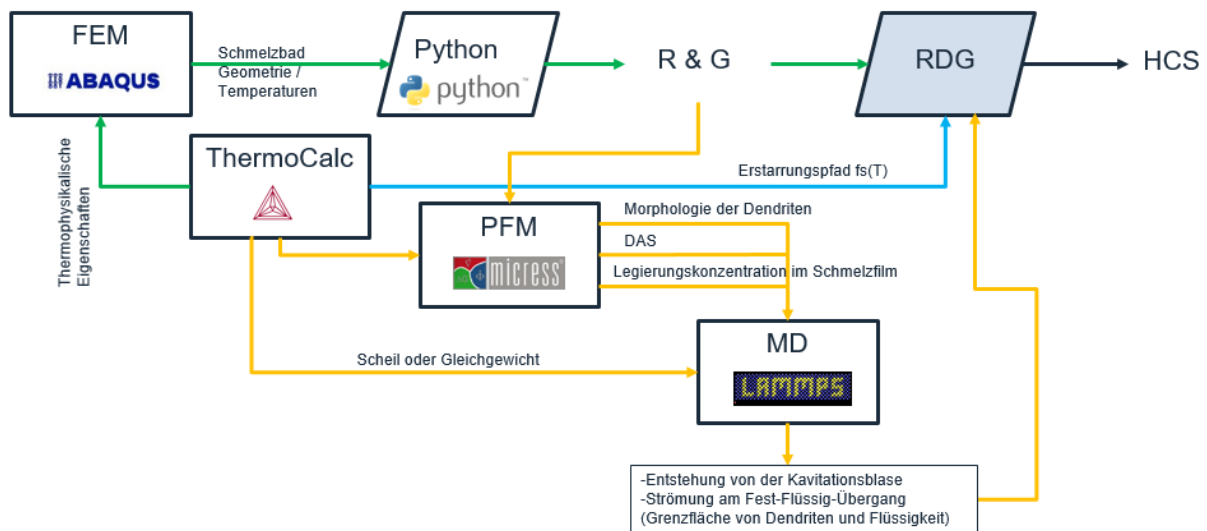 FEM
ABAQUS
Schmelzbad
Geometrie /
Temperaturen
Python
python™
R & G
RDG
HCS
Thermophysikalische
Eigenschaften
ThermoCalc
Erstarrungspfad fs(T)
PFM
micress®
Morphologie der Dendriten
DAS
Legierungskonzentration im Schmelzfilm
Scheil oder Gleichgewicht
MD
LAMMPS
-Entstehung von der Kavitationsblase
-Strömung am Fest-Flüssig-Übergang
(Grenzfläche von Dendriten und Flüssigkeit)